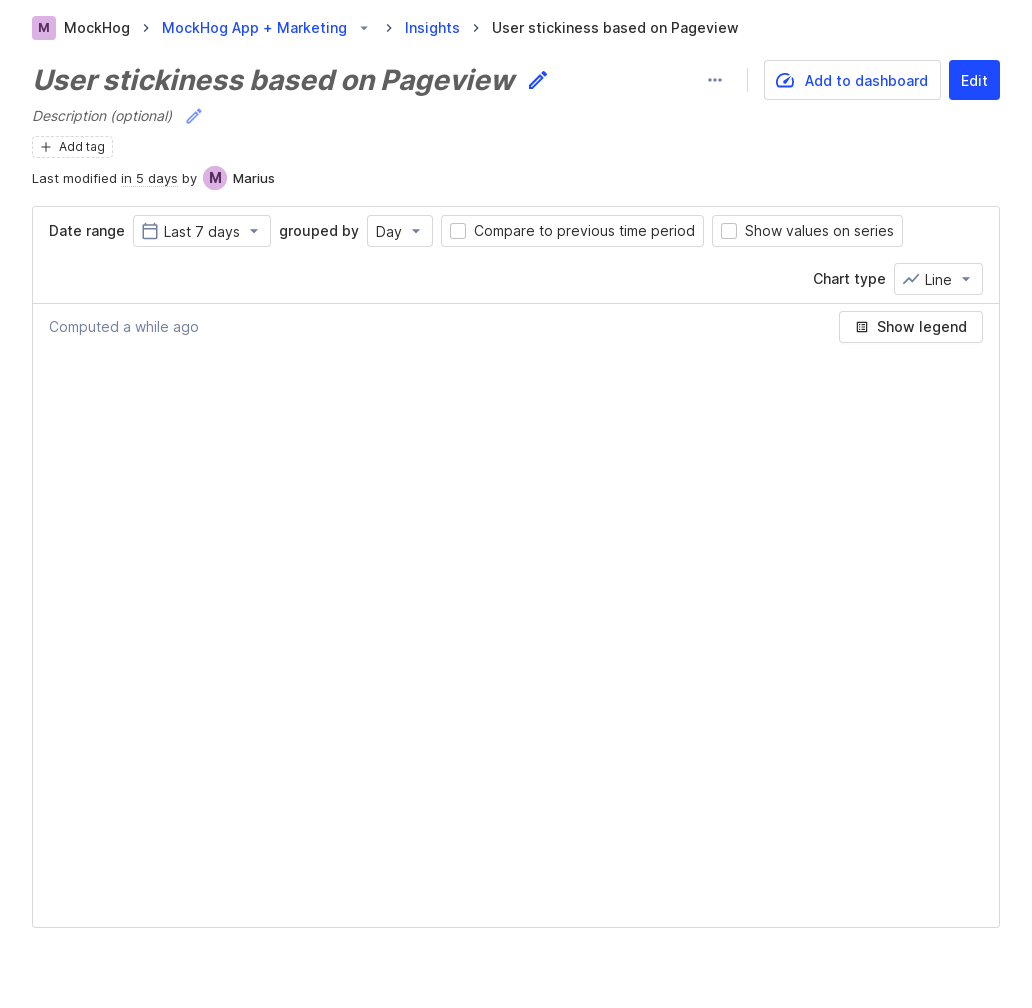 M MockHog MockHog App + Marketing Insights User stickiness based on Pageview
User stickiness based on Pageview
Add to dashboard Edit
Description (optional)
Add tag
Last modified in 5 days by M Marius
Date range Last 7 days grouped by Day Compare to previous time period Show values on series
Chart type Line
Computed a while ago Show legend